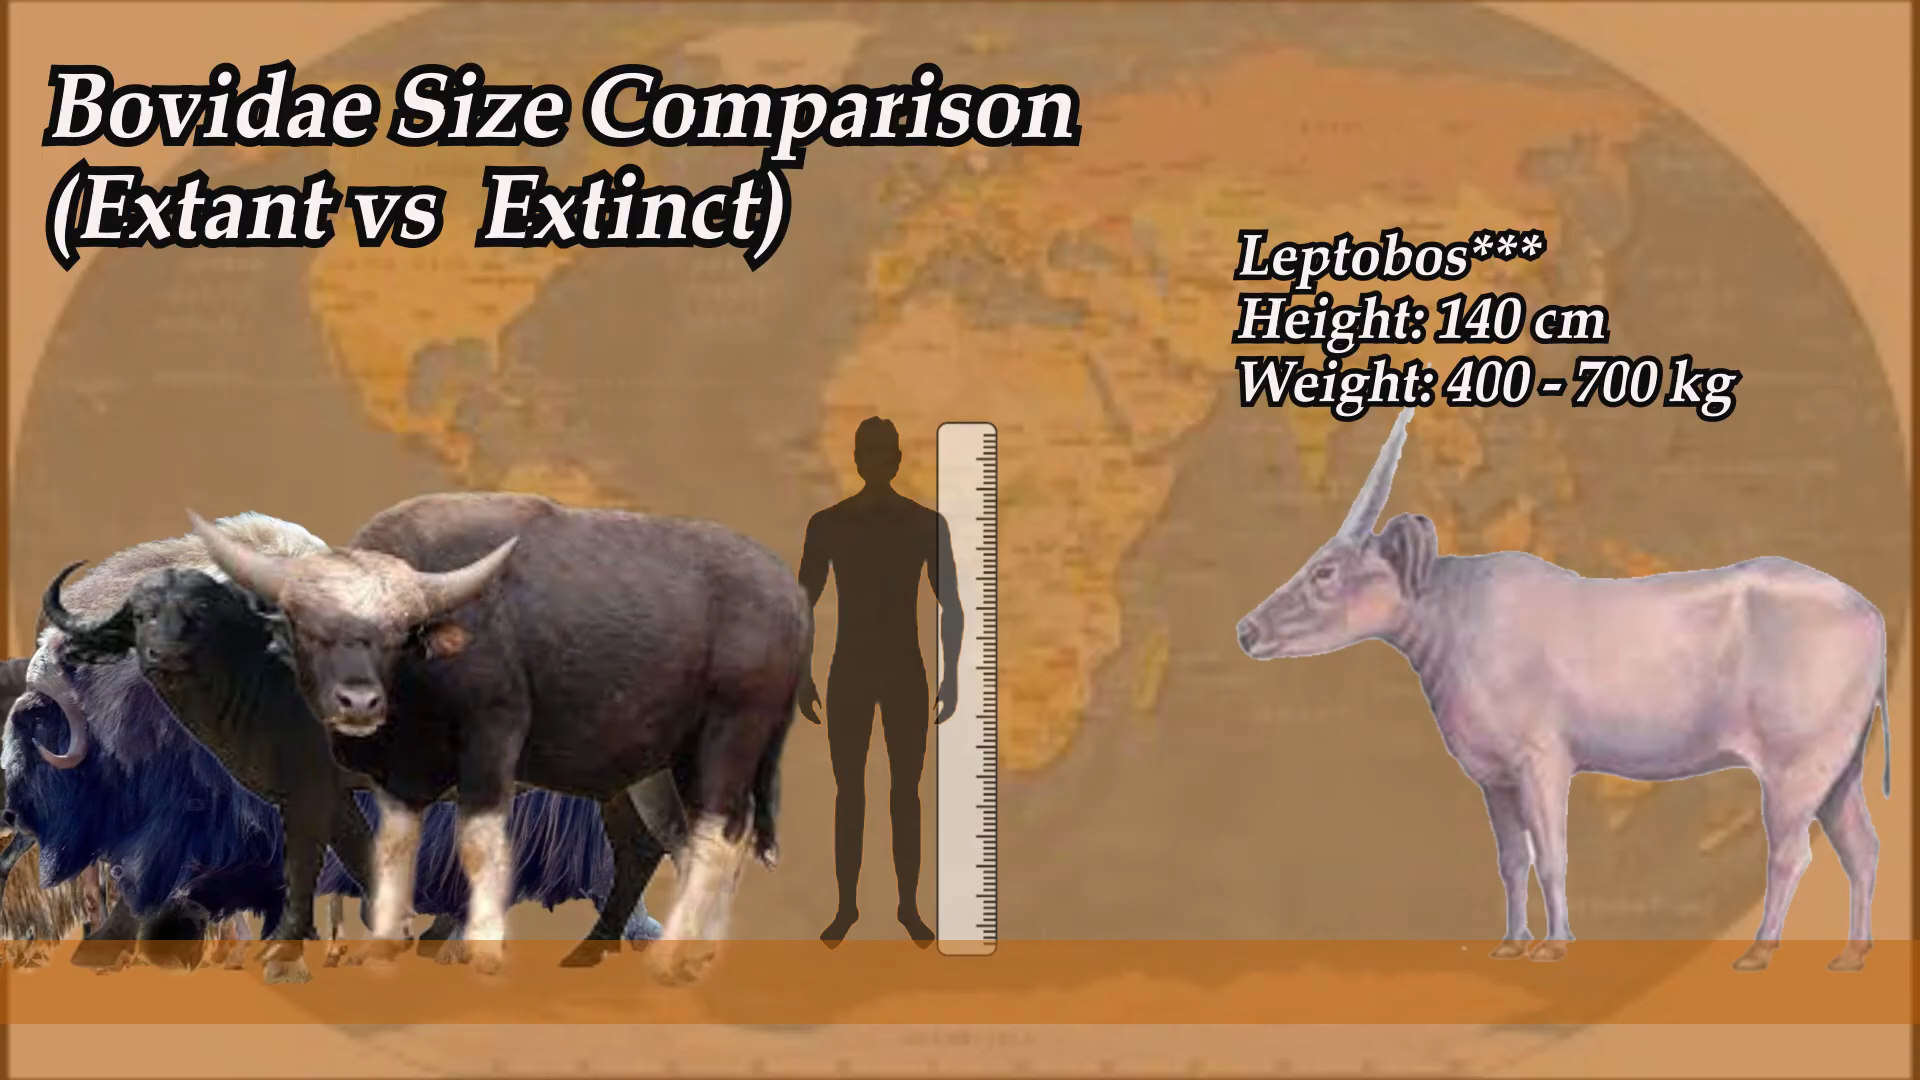 Bovidae Size Comparison
(Extant vs Extinct)
Leptobos***
Height: 140 cm
Weight: 400 - 700 kg